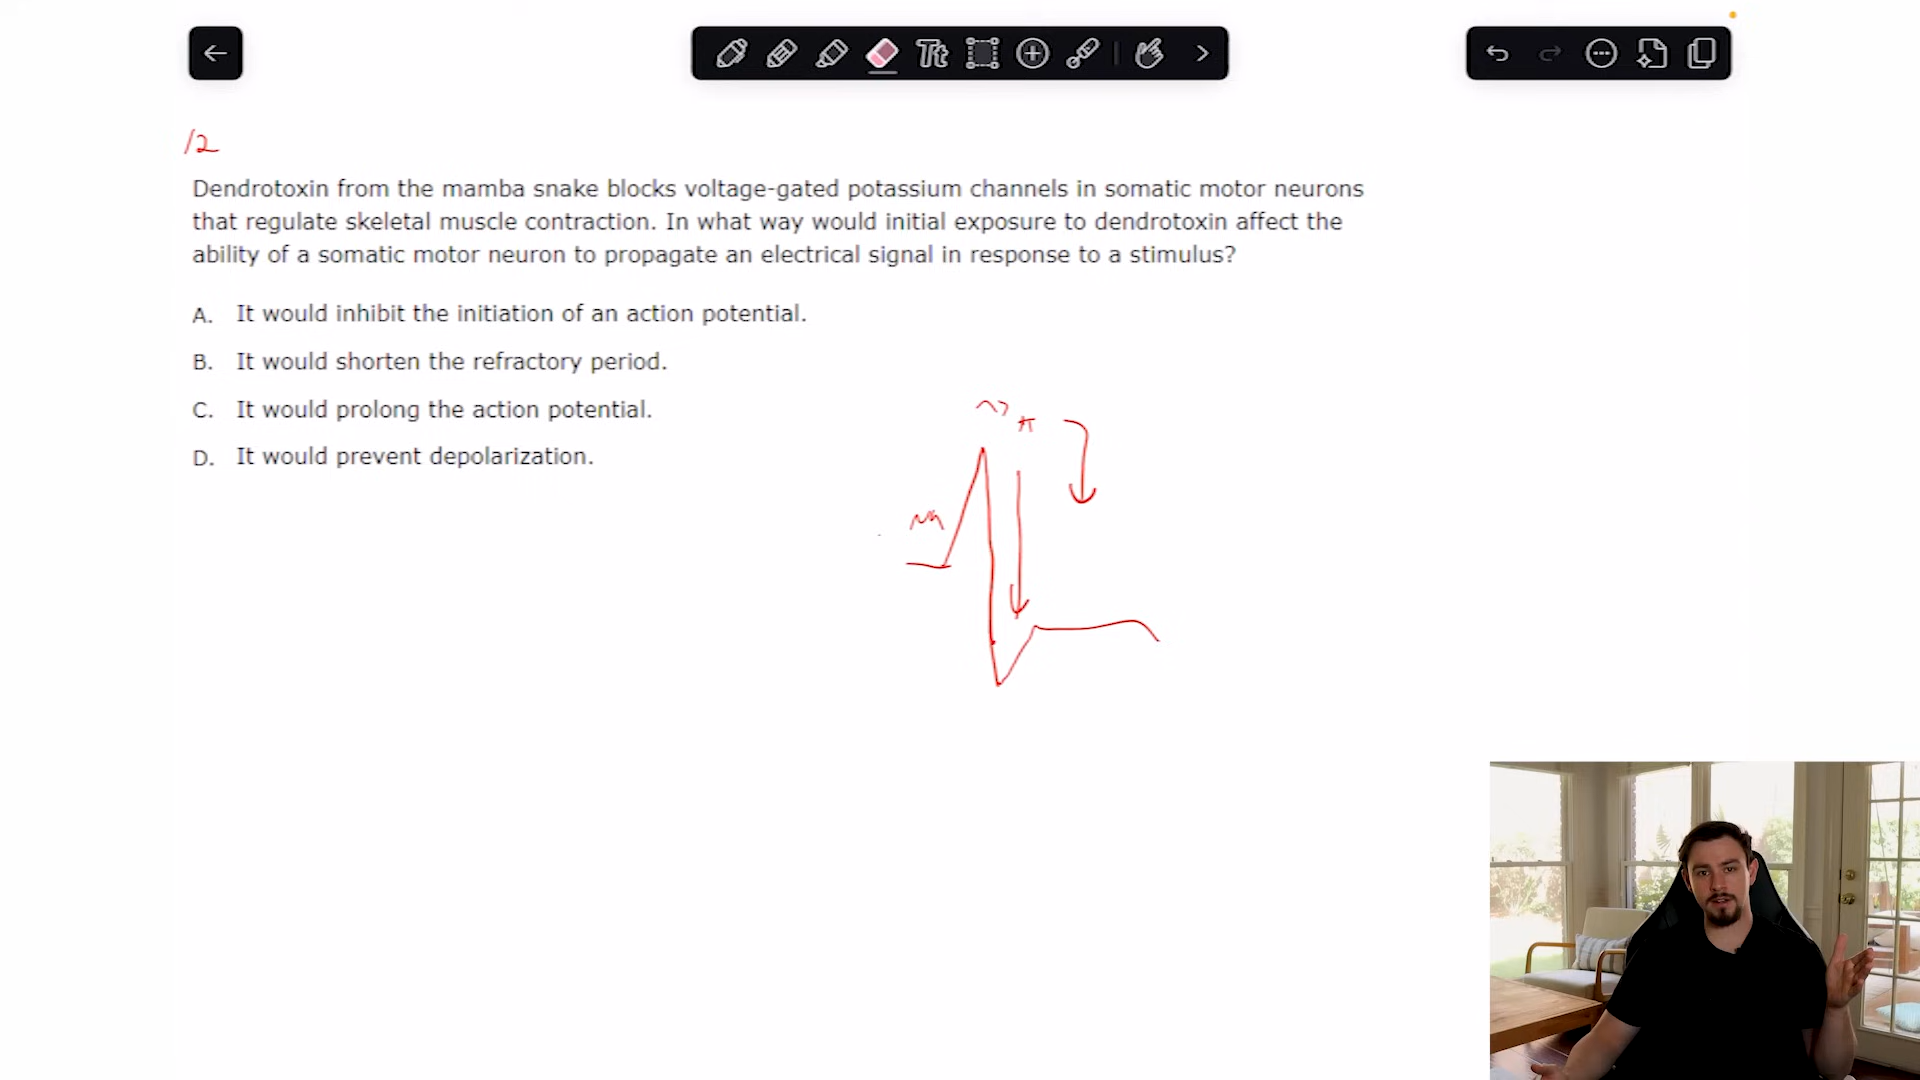 Tt
12
Dendrotoxin from the mamba snake blocks voltage-gated potassium channels in somatic motor neurons
that regulate skeletal muscle contraction. In what way would initial exposure to dendrotoxin affect the
ability of a somatic motor neuron to propagate an electrical signal in response to a stimulus?
A. It would inhibit the initiation of an action potential.
B. It would shorten the refractory period.
C. It would prolong the action potential.
D. It would prevent depolarization.